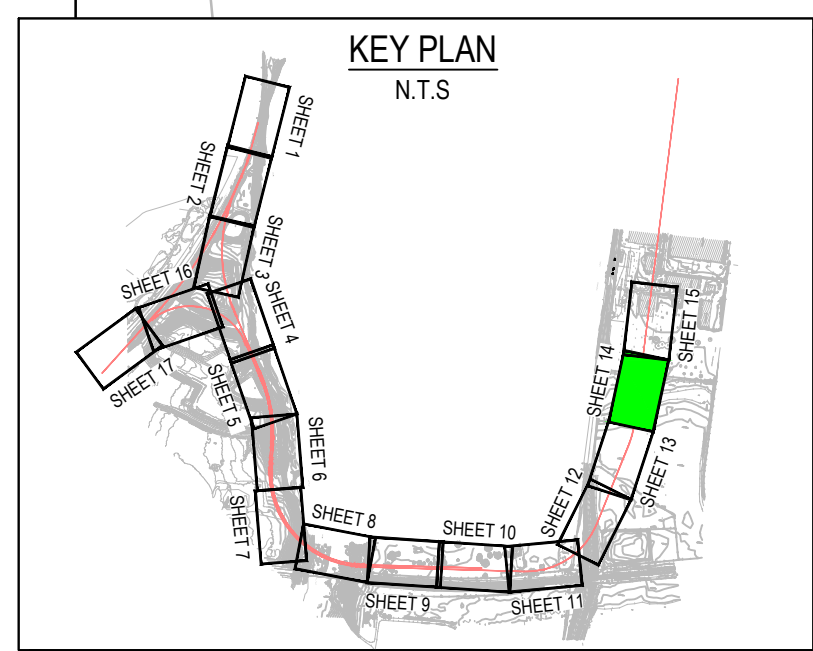 KEY PLAN
N.T.S
SHEET 1
SHEET 2
SHEET 3
SHEET 16
SHEET 4
SHEET 17
SHEET 5
SHEET 6
SHEET 7
SHEET 8
SHEET 9
SHEET 10
SHEET 11
SHEET 12
SHEET 13
SHEET 14
SHEET 15